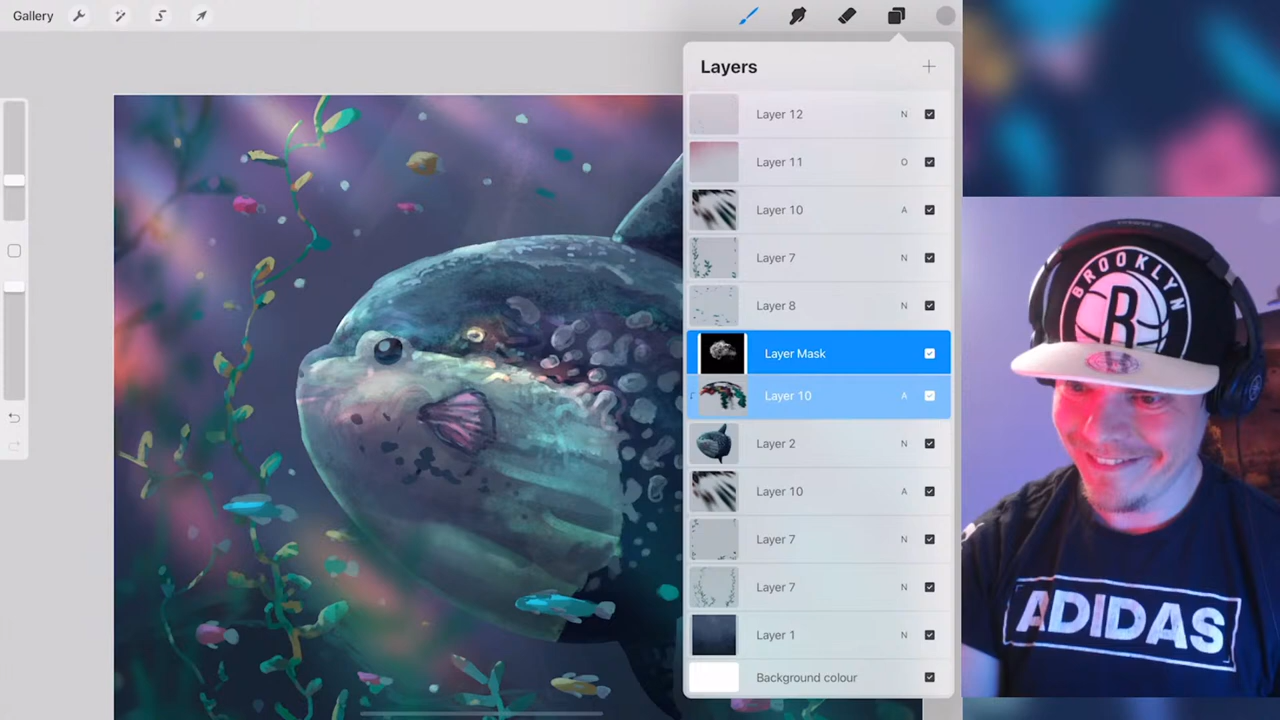 Gallery
Layers
Layer 12 N
Layer 11 O
Layer 10 A
Layer 7 N
Layer 8 N
Layer Mask
Layer 10 A
Layer 2 N
Layer 10 A
Layer 7 N
Layer 7 N
Layer 1 N
Background colour
BROOKLYN
B
ADIDAS